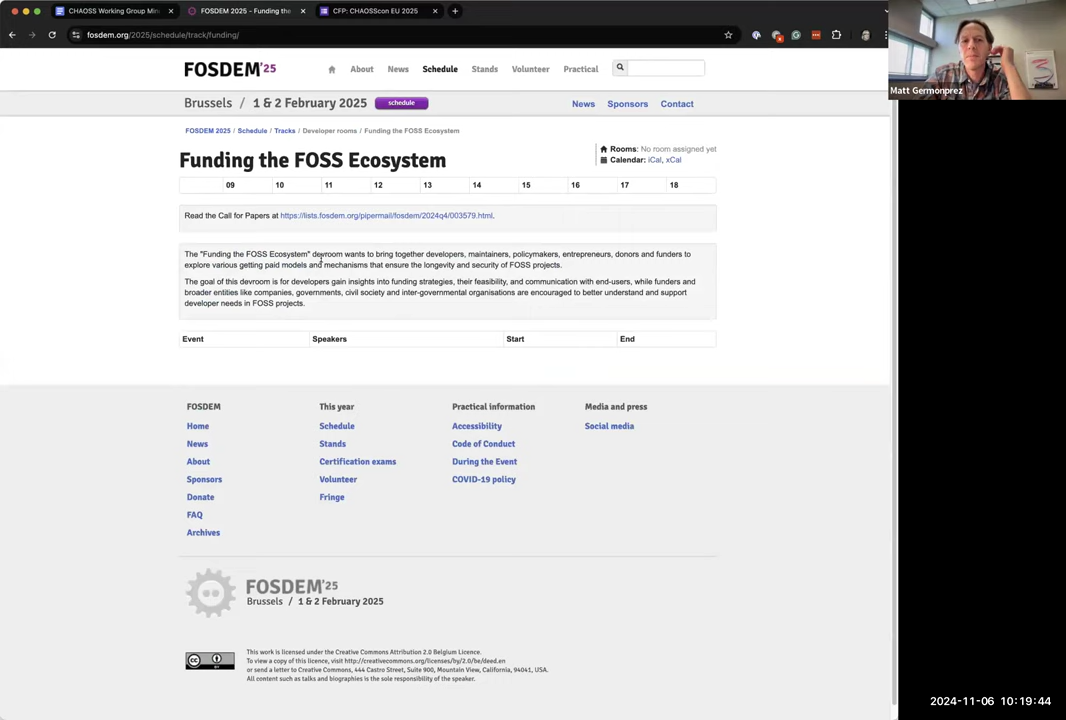 CHAOSS Working Group Min
FOSDEM 2025 - Funding the
CFP: CHAOSScon EU 2025
fosdem.org/2025/schedule/track/funding/
FOSDEM'25
About
News
Schedule
Stands
Volunteer
Practical
Brussels / 1 & 2 February 2025
schedule
News
Sponsors
Contact
Matt Germonprez
FOSDEM 2025 / Schedule / Tracks / Developer rooms / Funding the FOSS Ecosystem
Funding the FOSS Ecosystem
Rooms: No room assigned yet
Calendar: iCal, xCal
09 10 11 12 13 14 15 16 17 18
Read the Call for Papers at https://lists.fosdem.org/pipermail/fosdem/2024q4/003579.html.
The "Funding the FOSS Ecosystem" devroom wants to bring together developers, maintainers, policymakers, entrepreneurs, donors and funders to
explore various getting paid models and mechanisms that ensure the longevity and security of FOSS projects.
The goal of this devroom is for developers gain insights into funding strategies, their feasibility, and communication with end-users, while funders and
broader entities like companies, governments, civil society and inter-governmental organisations are encouraged to better understand and support
developer needs in FOSS projects.
Event Speakers Start End
FOSDEM
Home
News
About
Sponsors
Donate
FAQ
Archives
This year
Schedule
Stands
Certification exams
Volunteer
Fringe
Practical information
Accessibility
Code of Conduct
During the Event
COVID-19 policy
Media and press
Social media
FOSDEM'25
Brussels / 1 & 2 February 2025
This work is licensed under the Creative Commons Attribution 2.0 Belgium Licence.
To view a copy of this licence, visit http://creativecommons.org/licenses/by/2.0/be/deed.en
or send a letter to Creative Commons, 444 Castro Street, Suite 900, Mountain View, California, 94041, USA.
All content such as talks and biographies is the sole responsibility of the speaker.
cc
BY
2024-11-06 10:19:44